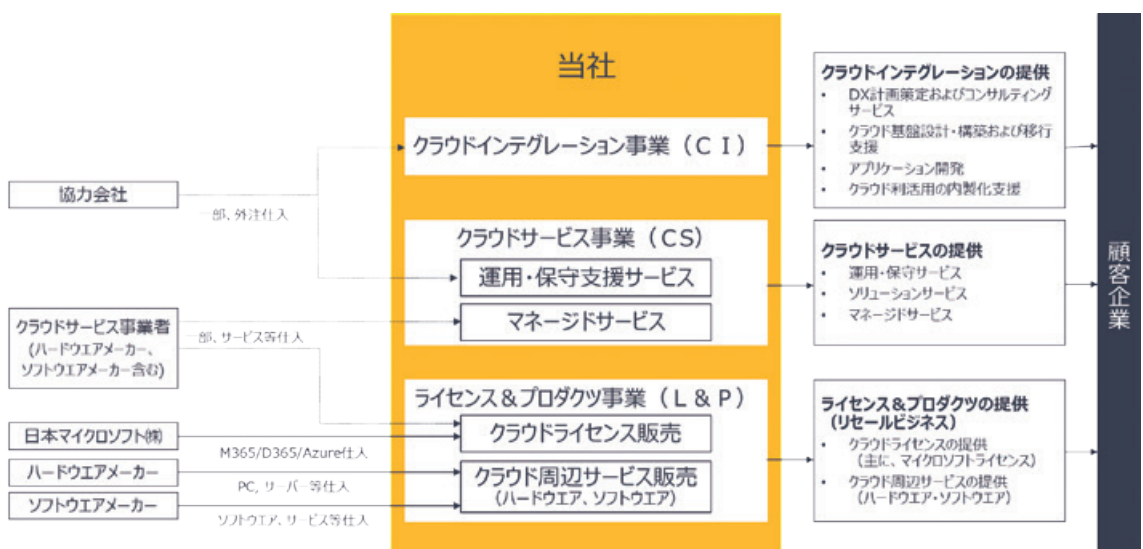 当社
クラウドインテグレーション事業(CI)
協力会社
一部、外注仕入
クラウドサービス事業(CS)
運用・保守支援サービス
マネージドサービス
クラウドサービス事業者
(ハードウエアメーカー、
ソフトウエアメーカー含む)
一部、サービス等仕入
ライセンス&プロダクツ事業(L&P)
クラウドライセンス販売
日本マイクロソフト㈱
M365/D365/Azure仕入
クラウド周辺サービス販売
(ハードウエア、ソフトウエア)
ハードウエアメーカー
PC, サーバー等仕入
ソフトウエアメーカー
ソフトウエア、サービス等仕入
クラウドインテグレーションの提供
• DX計画策定およびコンサルティング
サービス
• クラウド基盤設計・構築および移行
支援
• アプリケーション開発
• クラウド利活用の内製化支援
クラウドサービスの提供
• 運用・保守サービス
• ソリューションサービス
• マネージドサービス
ライセンス&プロダクツの提供
(リセールビジネス)
• クラウドライセンスの提供
(主に、マイクロソフトライセンス)
• クラウド周辺サービスの提供
(ハードウエア・ソフトウエア)
顧客企業